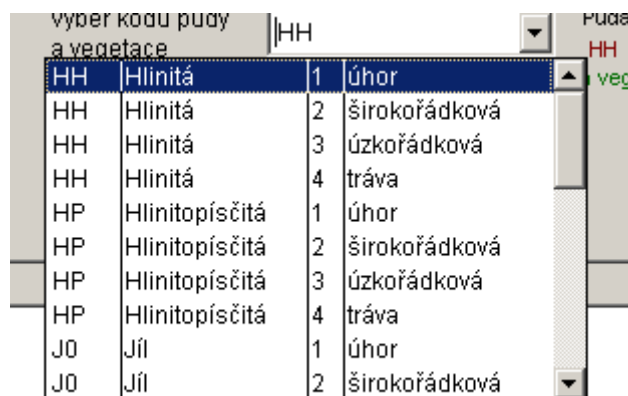 výběr kódu půdy HH Půda
a vegetace HH
HH Hlinitá 1 úhor veg
HH Hlinitá 2 širokořádková
HH Hlinitá 3 úzkořádková
HH Hlinitá 4 tráva
HP Hlinitopísčitá 1 úhor
HP Hlinitopísčitá 2 širokořádková
HP Hlinitopísčitá 3 úzkořádková
HP Hlinitopísčitá 4 tráva
J0 Jíl 1 úhor
J0 Jíl 2 širokořádková